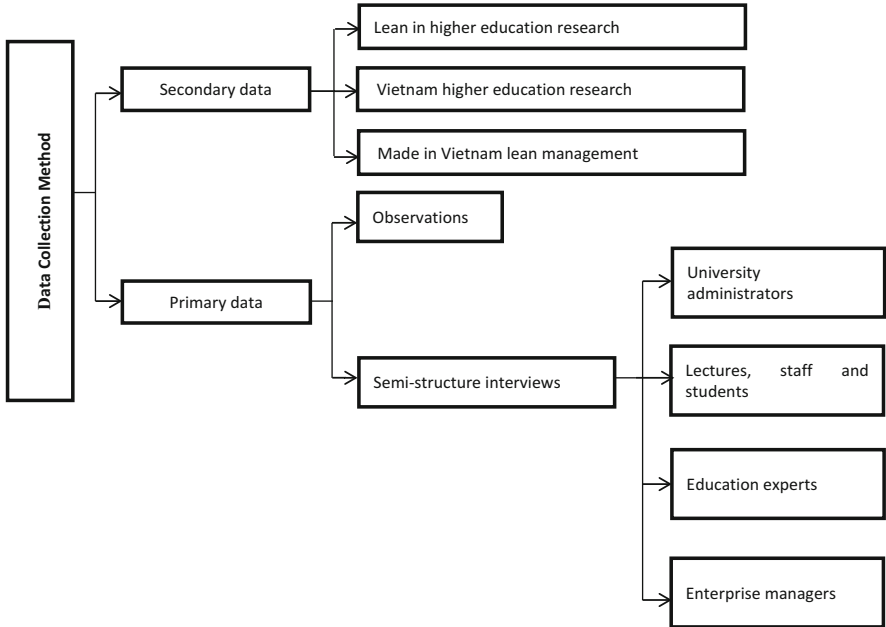 Data Collection Method
Secondary data
Lean in higher education research
Vietnam higher education research
Made in Vietnam lean management
Primary data
Observations
Semi-structure interviews
University
administrators
Lectures, staff and
students
Education experts
Enterprise managers